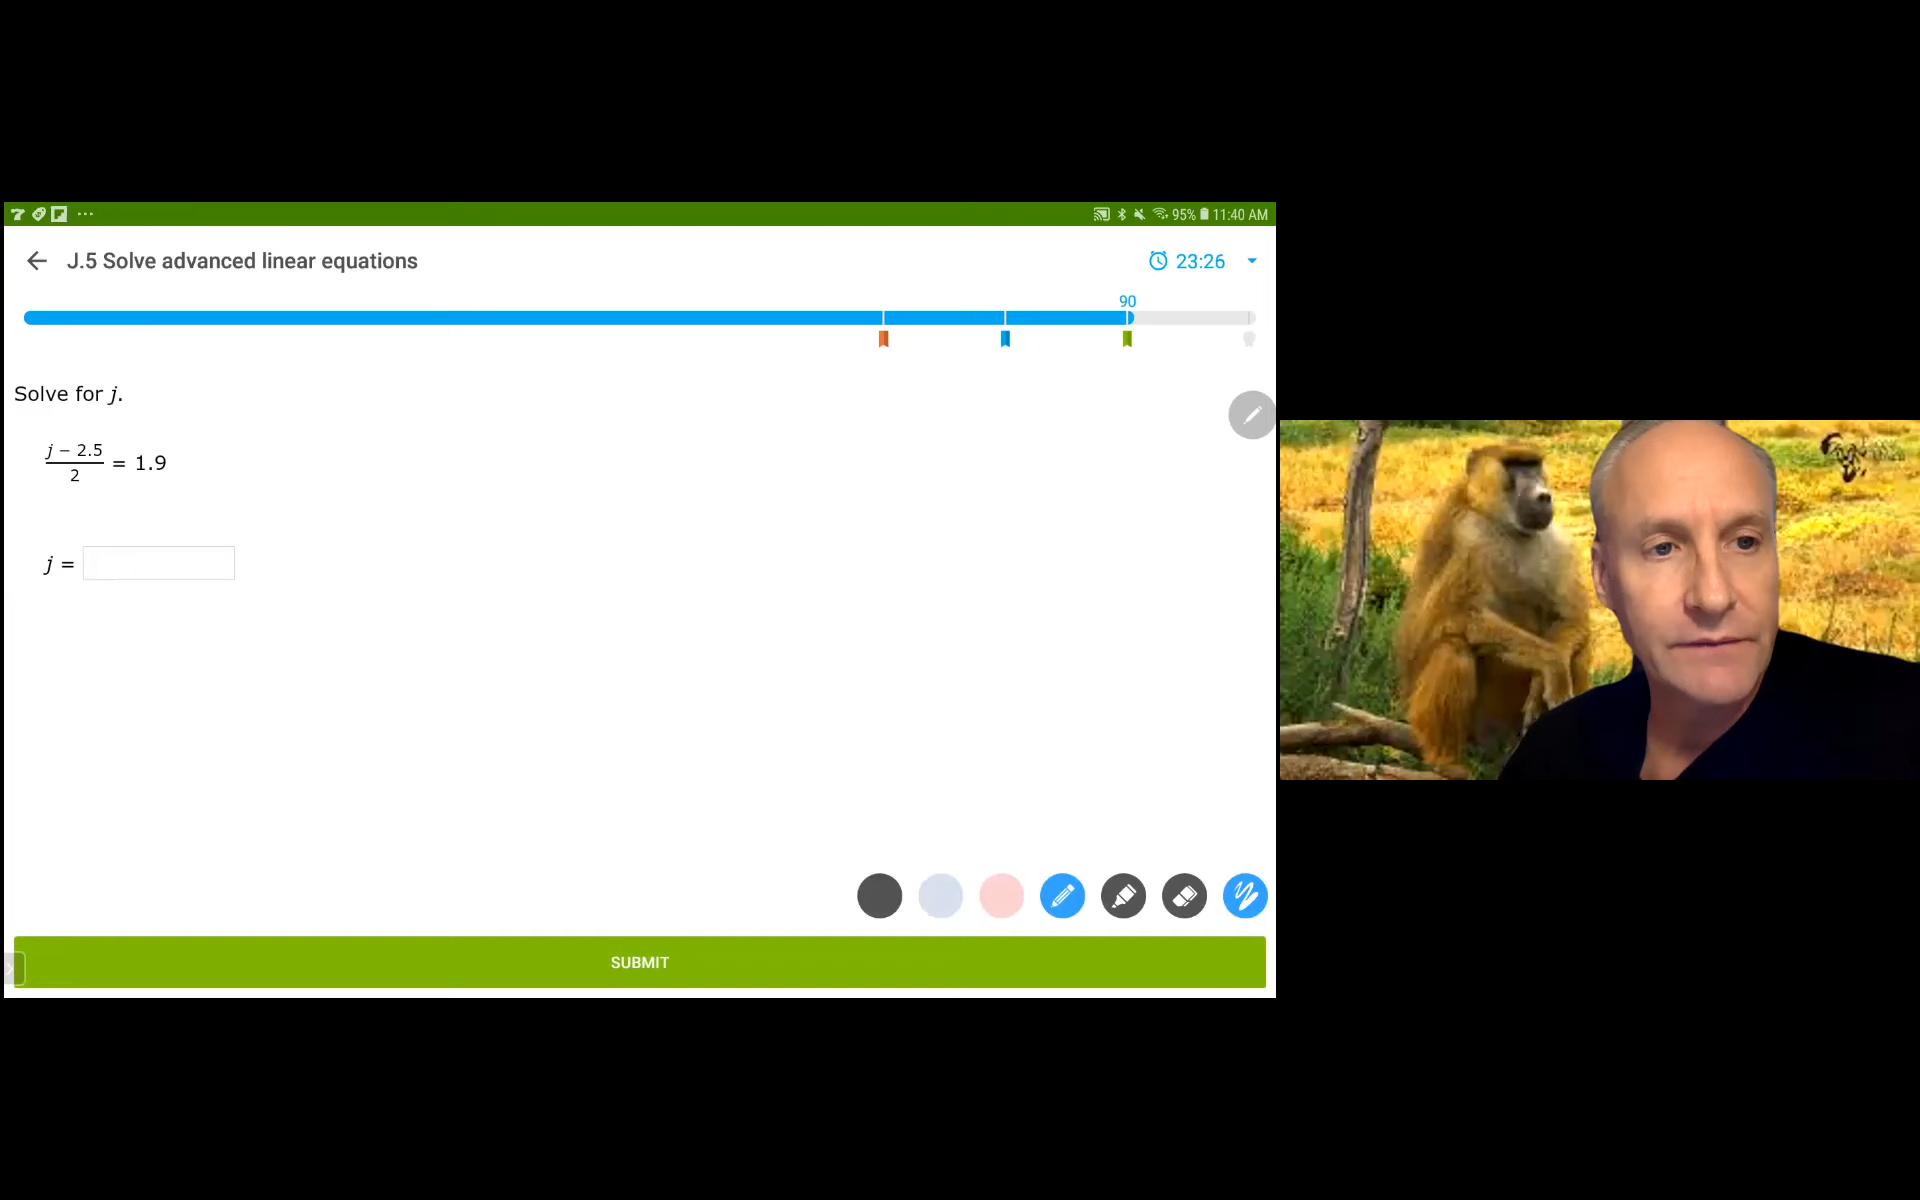 95% 11:40 AM
J.5 Solve advanced linear equations
23:26
90
Solve for j.
j − 2.5
2
= 1.9
j =
SUBMIT